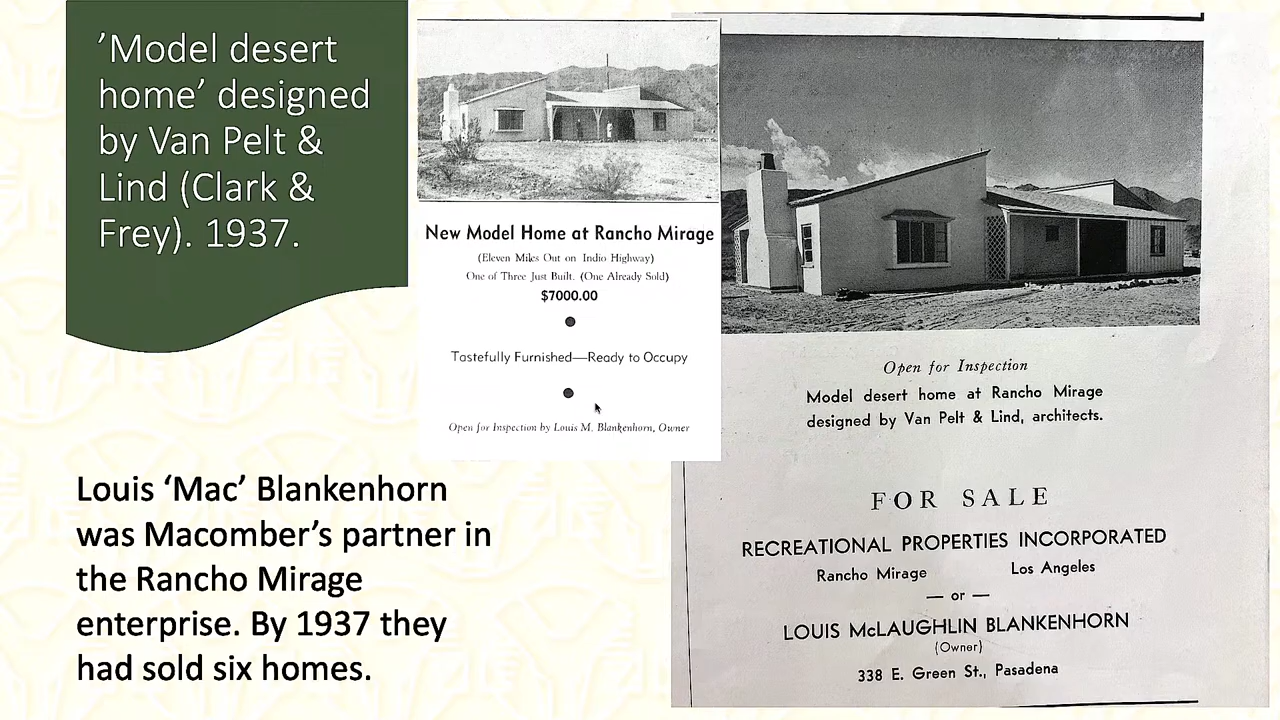 ’Model desert
home’ designed
by Van Pelt &
Lind (Clark &
Frey). 1937.
New Model Home at Rancho Mirage
(Eleven Miles Out on Indio Highway)
One of Three Just Built. (One Already Sold)
$7000.00
Tastefully Furnished—Ready to Occupy
Open for Inspection by Louis M. Blankenhorn, Owner
Open for Inspection
Model desert home at Rancho Mirage
designed by Van Pelt & Lind, architects.
FOR SALE
RECREATIONAL PROPERTIES INCORPORATED
Rancho Mirage Los Angeles
— or —
LOUIS McLAUGHLIN BLANKENHORN
(Owner)
338 E. Green St., Pasadena
Louis ‘Mac’ Blankenhorn
was Macomber’s partner in
the Rancho Mirage
enterprise. By 1937 they
had sold six homes.